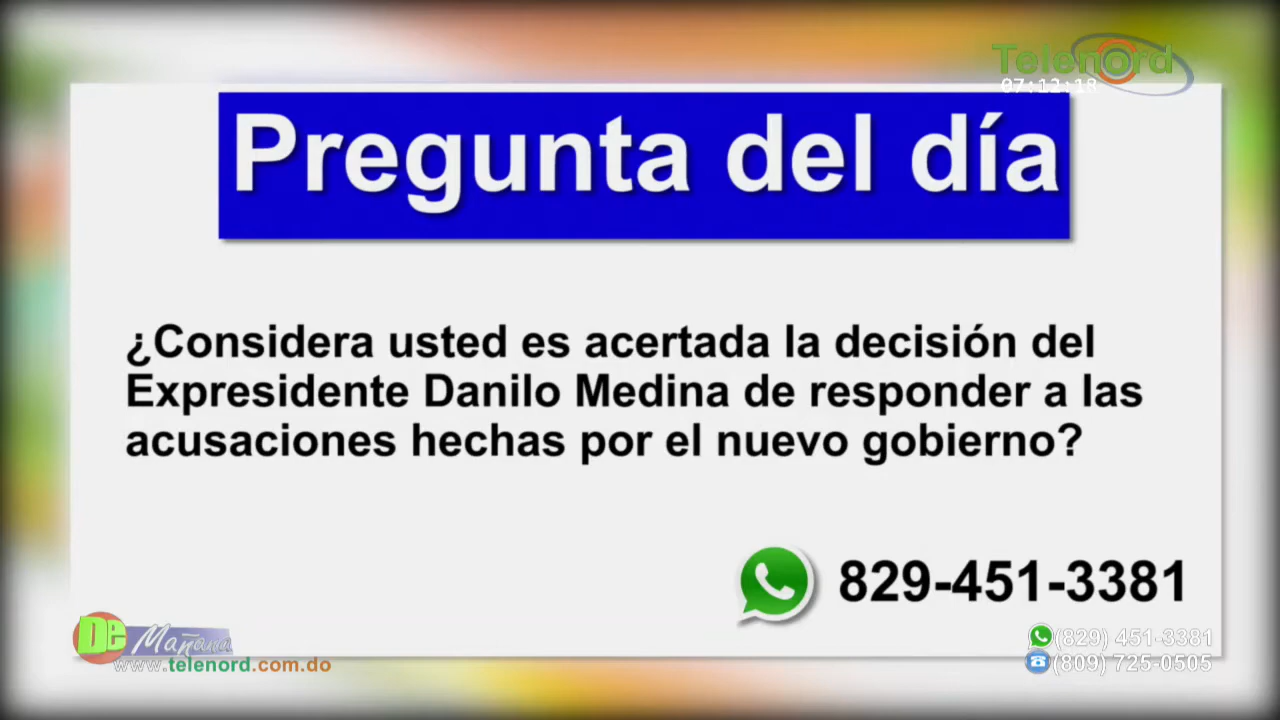 Telenord
07:12:18
Pregunta del día
¿Considera usted es acertada la decisión del
Expresidente Danilo Medina de responder a las
acusaciones hechas por el nuevo gobierno?
829-451-3381
De Mañana
www.telenord.com.do
(829) 451-3381
(809) 725-0505